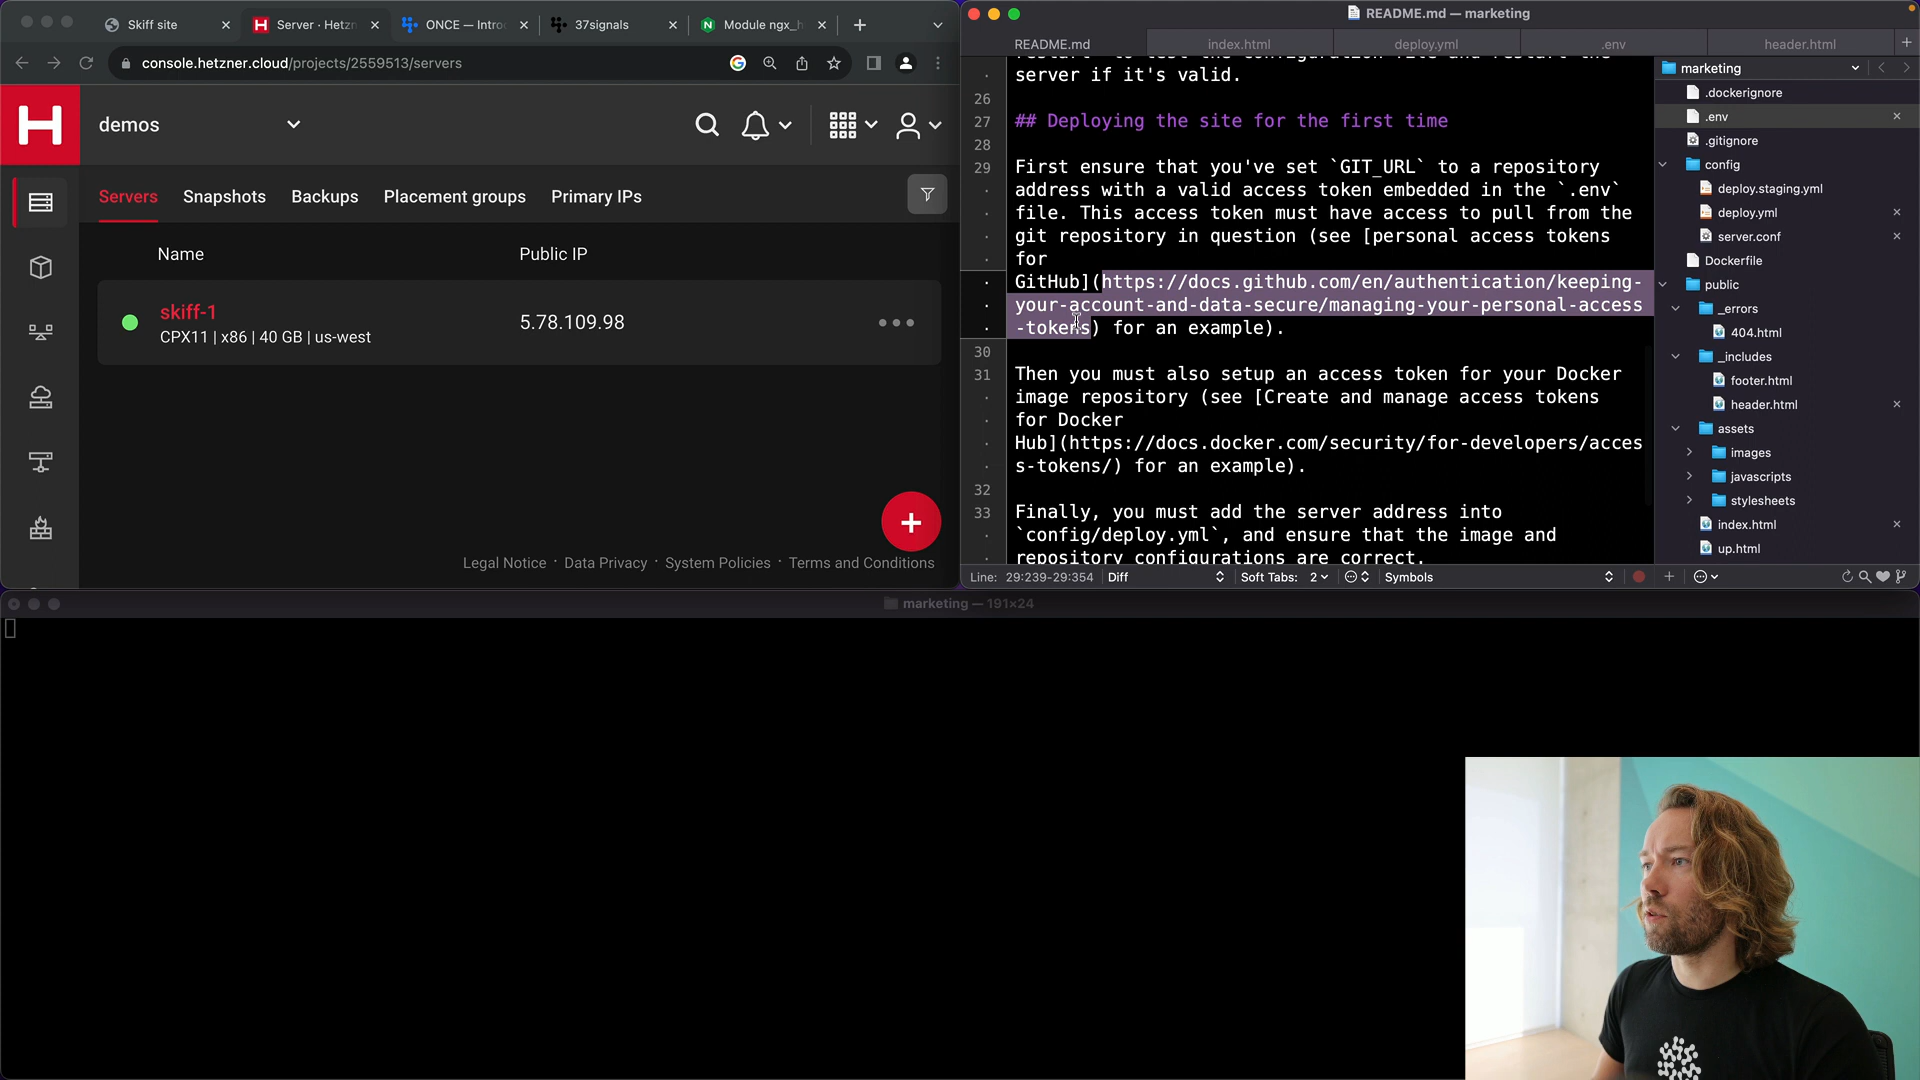 Skiff site
Server · Hetzn
ONCE — Intro
37signals
Module ngx_h
console.hetzner.cloud/projects/2559513/servers
H
demos
Servers
Snapshots
Backups
Placement groups
Primary IPs
Name
Public IP
skiff-1
CPX11 | x86 | 40 GB | us-west
5.78.109.98
Legal Notice · Data Privacy · System Policies · Terms and Conditions
README.md — marketing
README.md
index.html
deploy.yml
.env
header.html
server if it's valid.
26
27 ## Deploying the site for the first time
28
29 First ensure that you've set `GIT_URL` to a repository
address with a valid access token embedded in the `.env`
file. This access token must have access to pull from the
git repository in question (see [personal access tokens
for
GitHub](https://docs.github.com/en/authentication/keeping-
your-account-and-data-secure/managing-your-personal-access
-tokens) for an example).
30
31 Then you must also setup an access token for your Docker
image repository (see [Create and manage access tokens
for Docker
Hub](https://docs.docker.com/security/for-developers/acces
s-tokens/) for an example).
32
33 Finally, you must add the server address into
`config/deploy.yml`, and ensure that the image and
repository configurations are correct.
Line: 29:239-29:354
Diff
Soft Tabs: 2
Symbols
marketing
.dockerignore
.env
.gitignore
config
deploy.staging.yml
deploy.yml
server.conf
Dockerfile
public
_errors
404.html
_includes
footer.html
header.html
assets
images
javascripts
stylesheets
index.html
up.html
marketing — 191×24